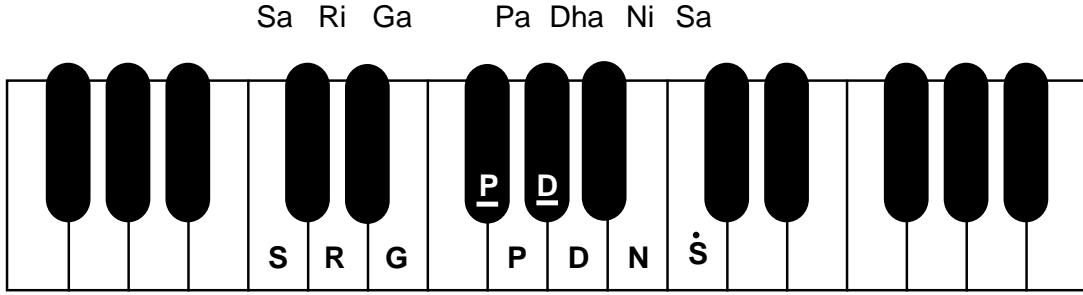 Sa Ri Ga Pa Dha Ni Sa
P D
S R G P D N Ṡ